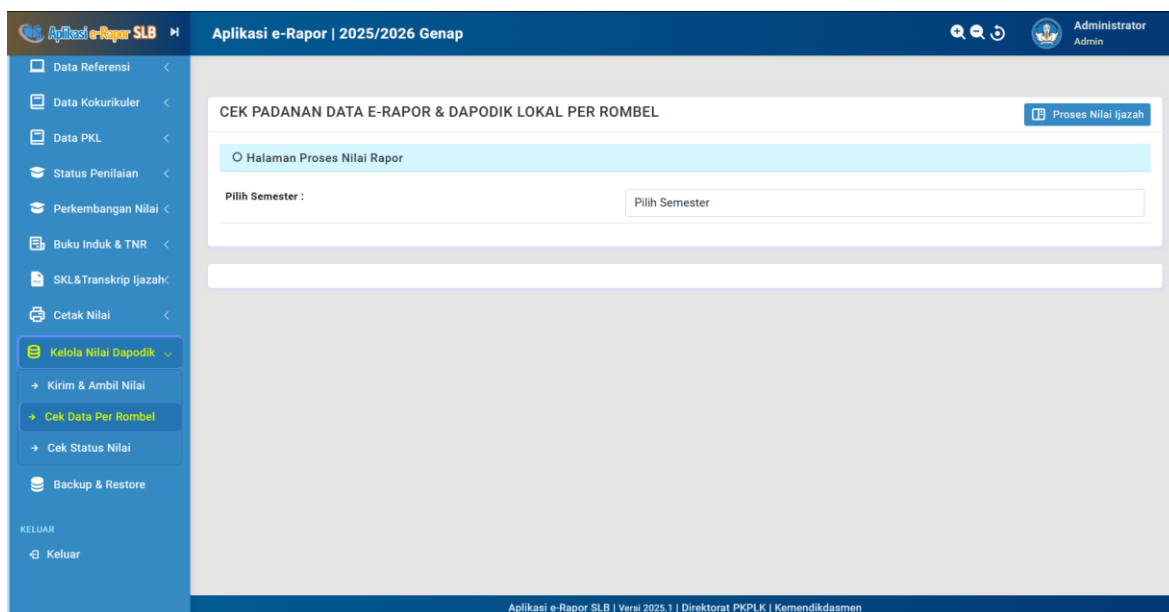 Aplikasi e-Rapor SLB
Aplikasi e-Rapor | 2025/2026 Genap
Administrator
Admin
Data Referensi
Data Kokurikuler
Data PKL
Status Penilaian
Perkembangan Nilai
Buku Induk & TNR
SKL&Transkrip Ijazah
Cetak Nilai
Kelola Nilai Dapodik
Kirim & Ambil Nilai
Cek Data Per Rombel
Cek Status Nilai
Backup & Restore
KELUAR
Keluar
CEK PADANAN DATA E-RAPOR & DAPODIK LOKAL PER ROMBEL
Proses Nilai Ijazah
Halaman Proses Nilai Rapor
Pilih Semester :
Pilih Semester
Aplikasi e-Rapor SLB | Versi 2025.1 | Direktorat PKPLK | Kemendikdasmen